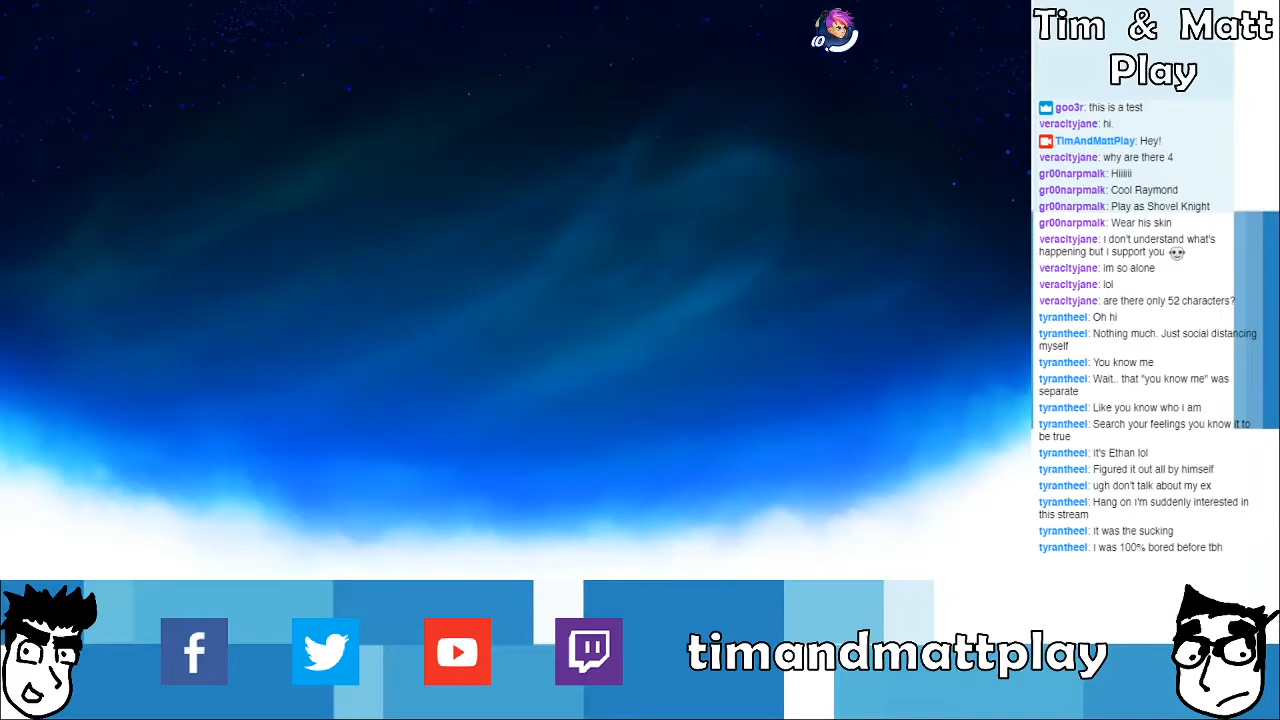 Tim & Matt
Play
goo3r: this is a test
veracltyjane: hi.
TimAndMattPlay: Hey!
veracltyjane: why are there 4
gr00narpmalk: Hiiiiii
gr00narpmalk: Cool Raymond
gr00narpmalk: Play as Shovel Knight
gr00narpmalk: Wear his skin
veracltyjane: I don't understand what's
happening but I support you
veracltyjane: im so alone
veracltyjane: lol
veracltyjane: are there only 52 characters?
tyrantheel: Oh hi
tyrantheel: Nothing much. Just social distancing
myself
tyrantheel: You know me
tyrantheel: Wait.. that "you know me" was
separate
tyrantheel: Like you know who I am
tyrantheel: Search your feelings you know it to
be true
tyrantheel: It's Ethan lol
tyrantheel: Figured it out all by himself
tyrantheel: ugh don't talk about my ex
tyrantheel: Hang on I'm suddenly interested in
this stream
tyrantheel: It was the sucking
tyrantheel: I was 100% bored before tbh
timandmattplay